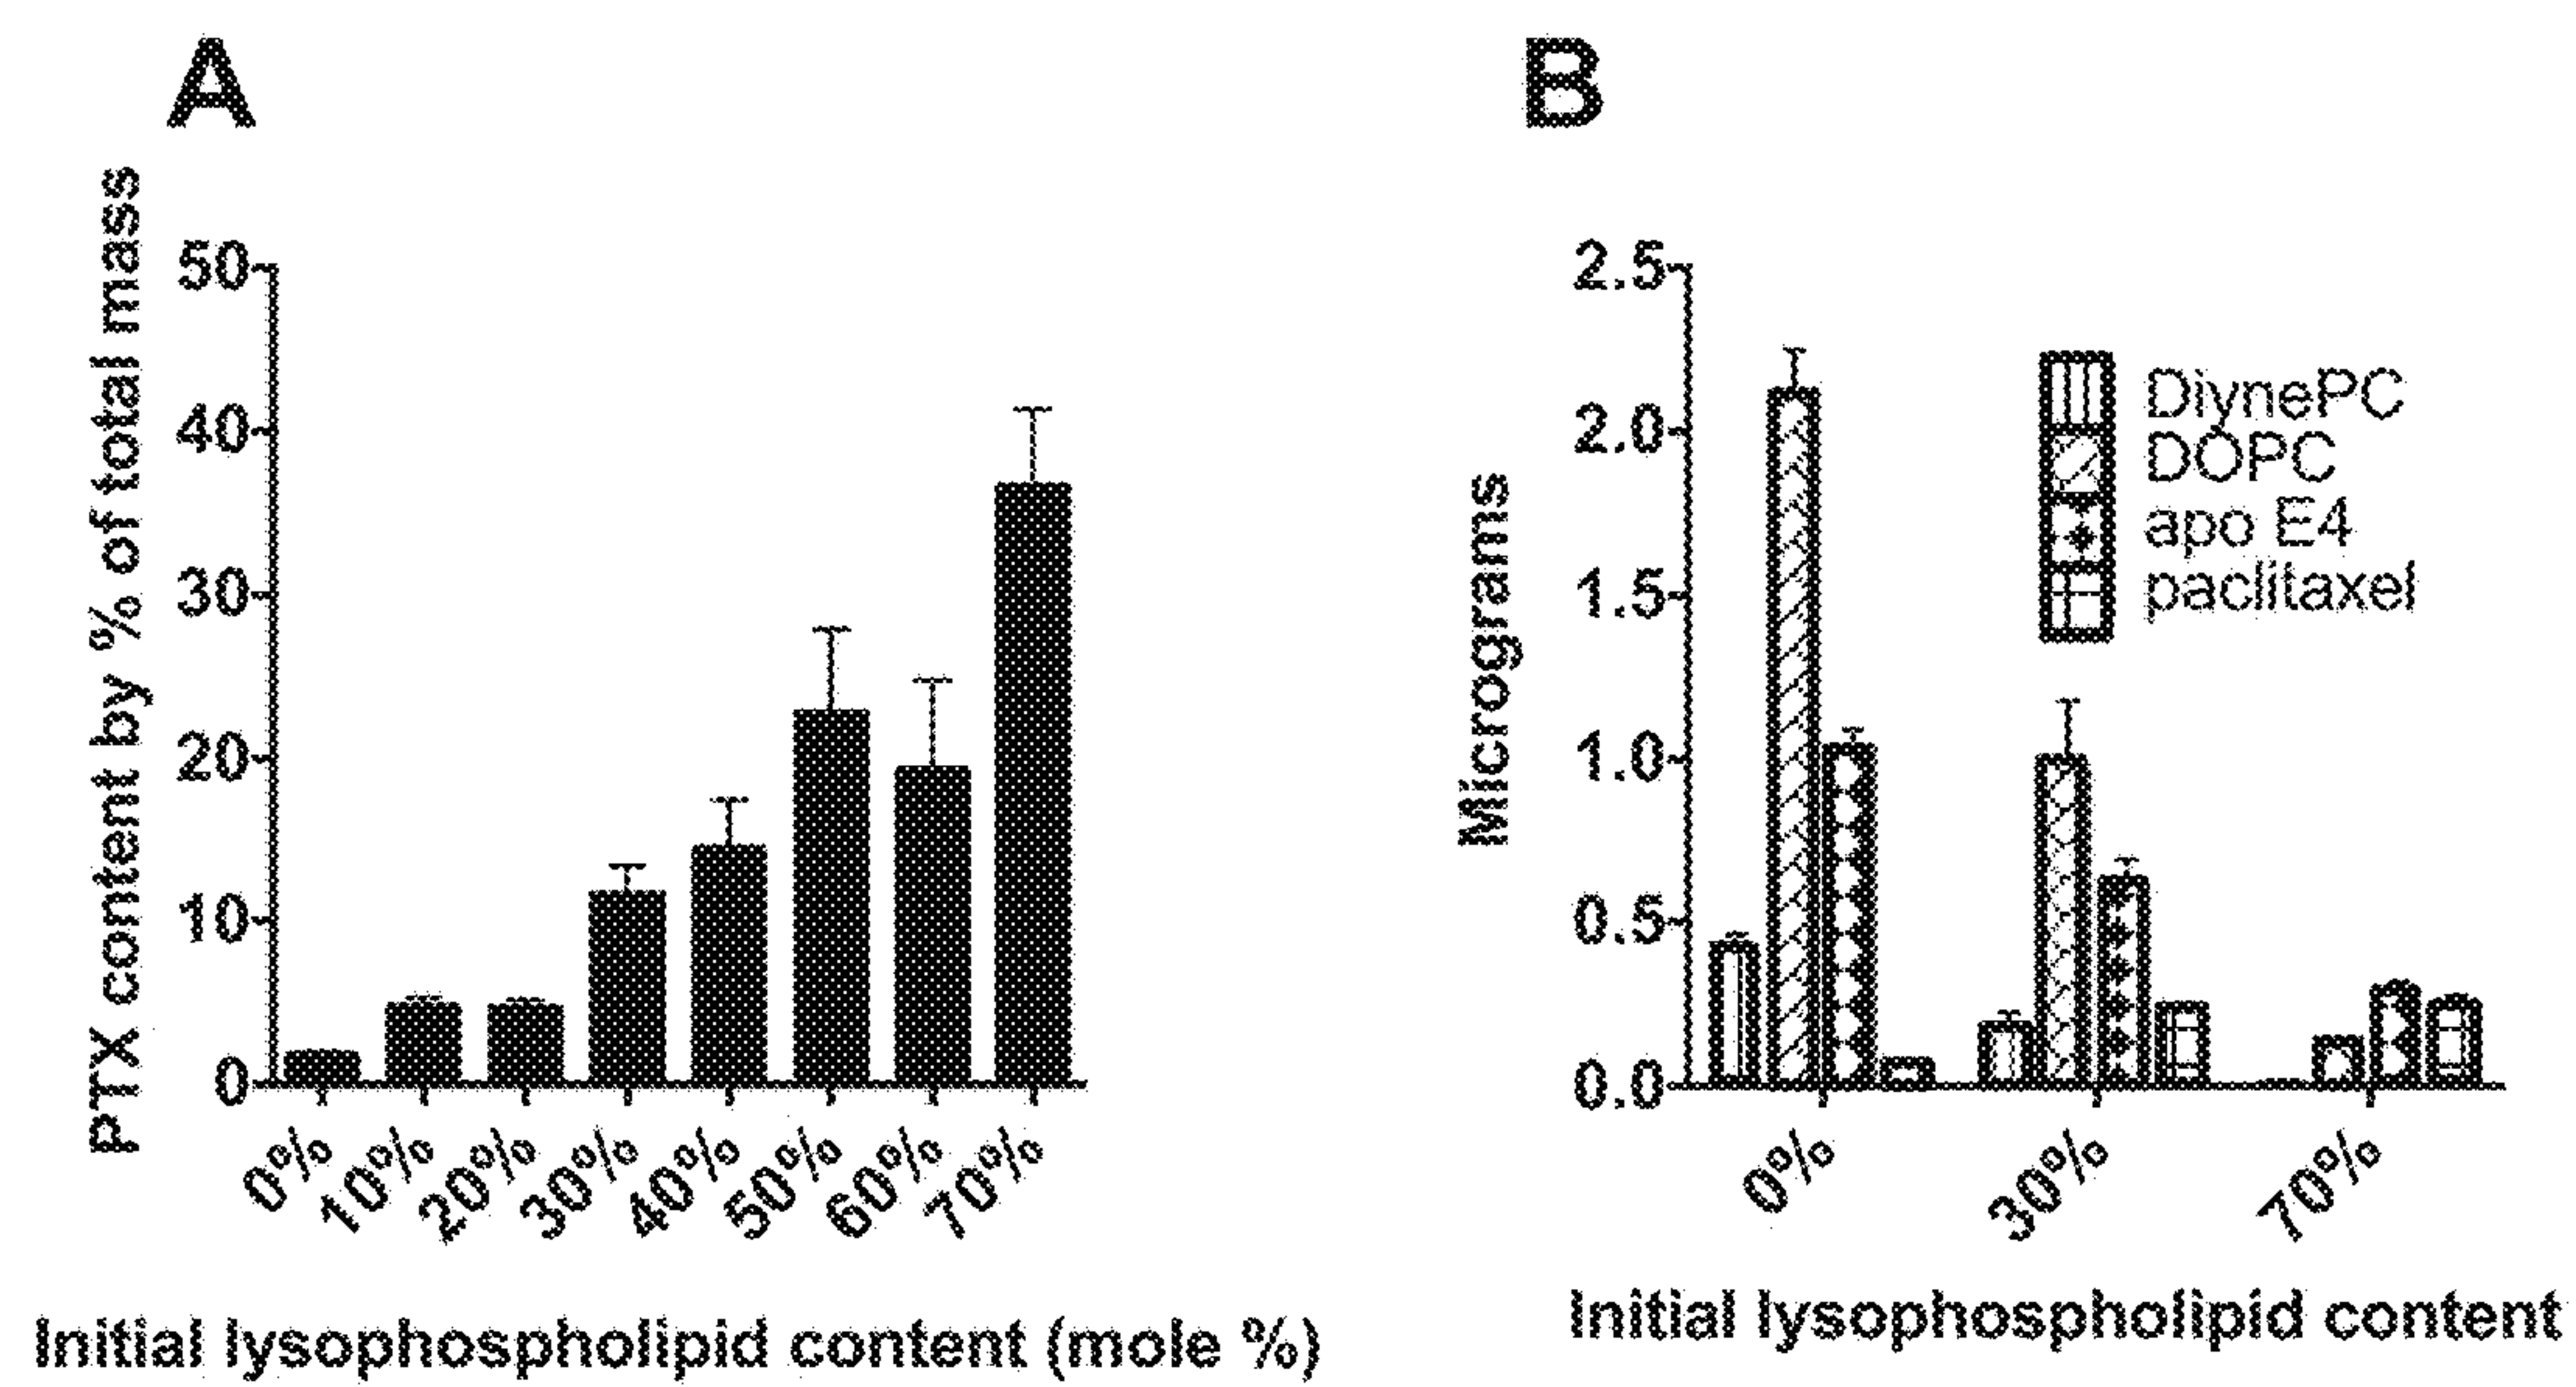 A
PTX content by % of total mass
50
40
30
20
10
0
0%
10%
20%
30%
40%
50%
60%
70%
Initial lysophospholipid content (mole %)
B
Micrograms
2.5
2.0
1.5
1.0
0.5
0.0
DiynePC
DOPC
apo E4
paclitaxel
0%
30%
70%
Initial lysophospholipid content